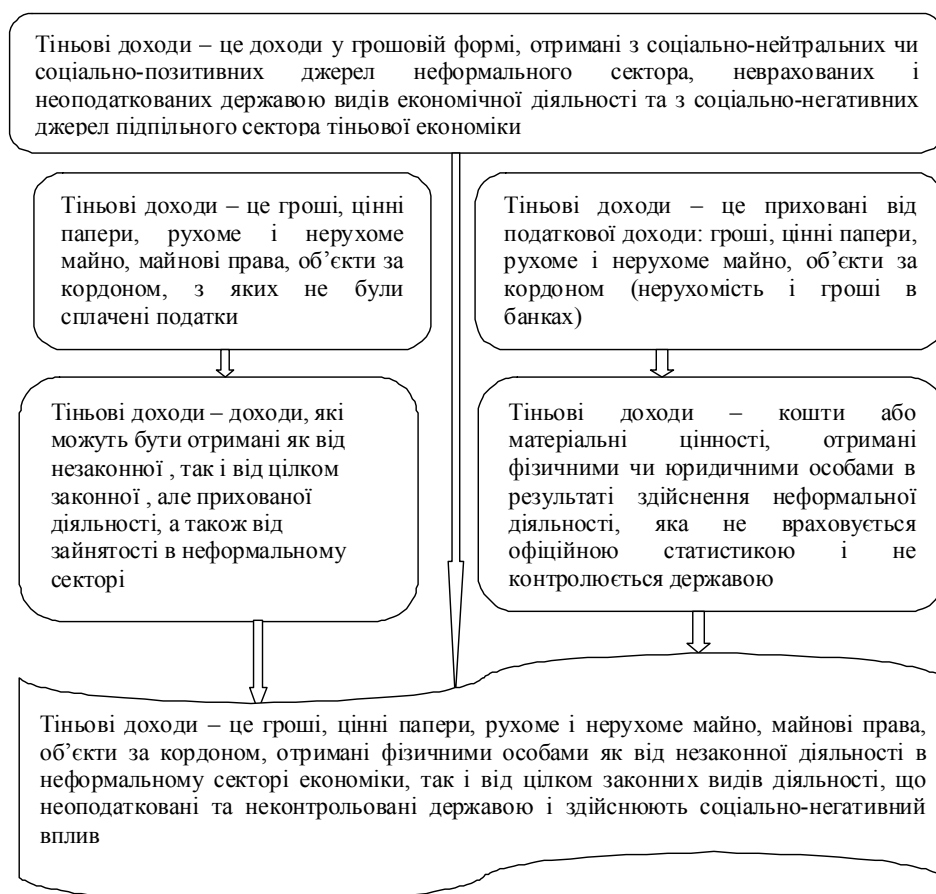 Тіньові доходи – це доходи у грошовій формі, отримані з соціально-нейтральних чи
соціально-позитивних джерел неформального сектора, неврахованих і
неоподаткованих державою видів економічної діяльності та з соціально-негативних
джерел підпільного сектора тіньової економіки
Тіньові доходи – це гроші, цінні
папери, рухоме і нерухоме
майно, майнові права, об’єкти за
кордоном, з яких не були
сплачені податки
Тіньові доходи – це приховані від
податкової доходи: гроші, цінні папери,
рухоме і нерухоме майно, об’єкти за
кордоном (нерухомість і гроші в
банках)
Тіньові доходи – доходи, які
можуть бути отримані як від
незаконної , так і від цілком
законної , але прихованої
діяльності, а також від
зайнятості в неформальному
секторі
Тіньові доходи – кошти або
матеріальні цінності, отримані
фізичними чи юридичними особами в
результаті здійснення неформальної
діяльності, яка не враховується
офіційною статистикою і не
контролюється державою
Тіньові доходи – це гроші, цінні папери, рухоме і нерухоме майно, майнові права,
об’єкти за кордоном, отримані фізичними особами як від незаконної діяльності в
неформальному секторі економіки, так і від цілком законних видів діяльності, що
неоподатковані та неконтрольовані державою і здійснюють соціально-негативний
вплив